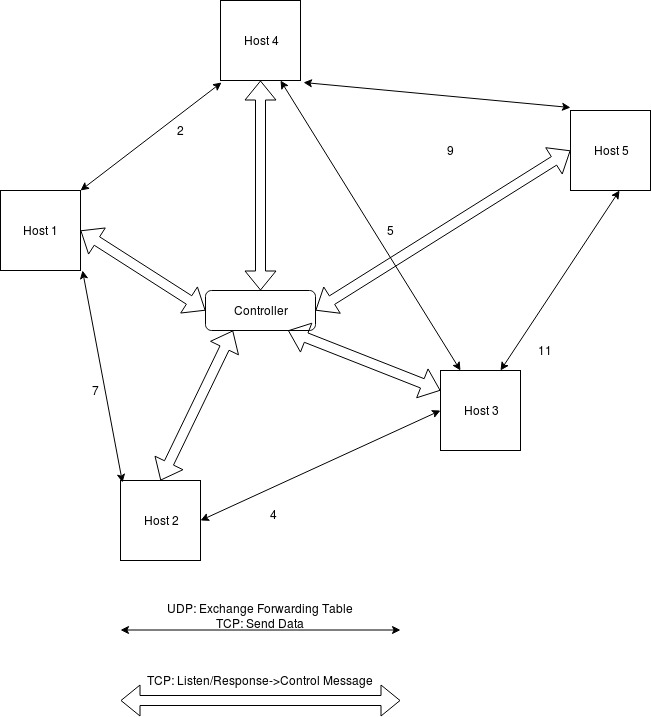 Host 4
2
9
Host 5
Host 1
5
Controller
11
7
Host 3
4
Host 2
UDP: Exchange Forwarding Table
TCP: Send Data
TCP: Listen/Response->Control Message